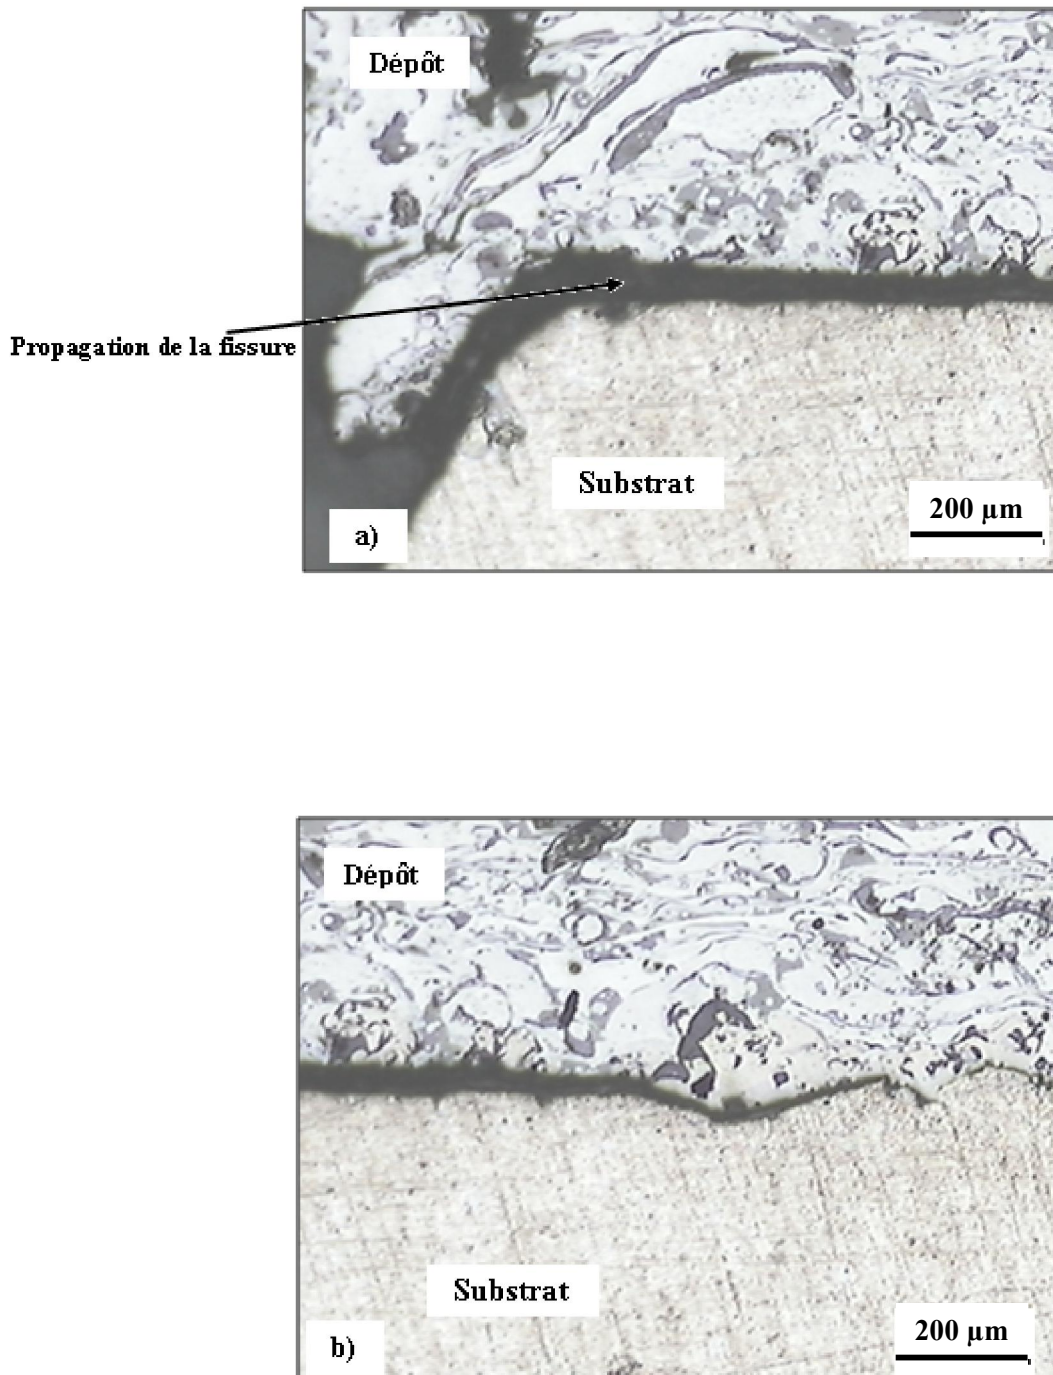 Dépôt
Propagation de la fissure
Substrat
200 µm
a)
Dépôt
Substrat
200 µm
b)